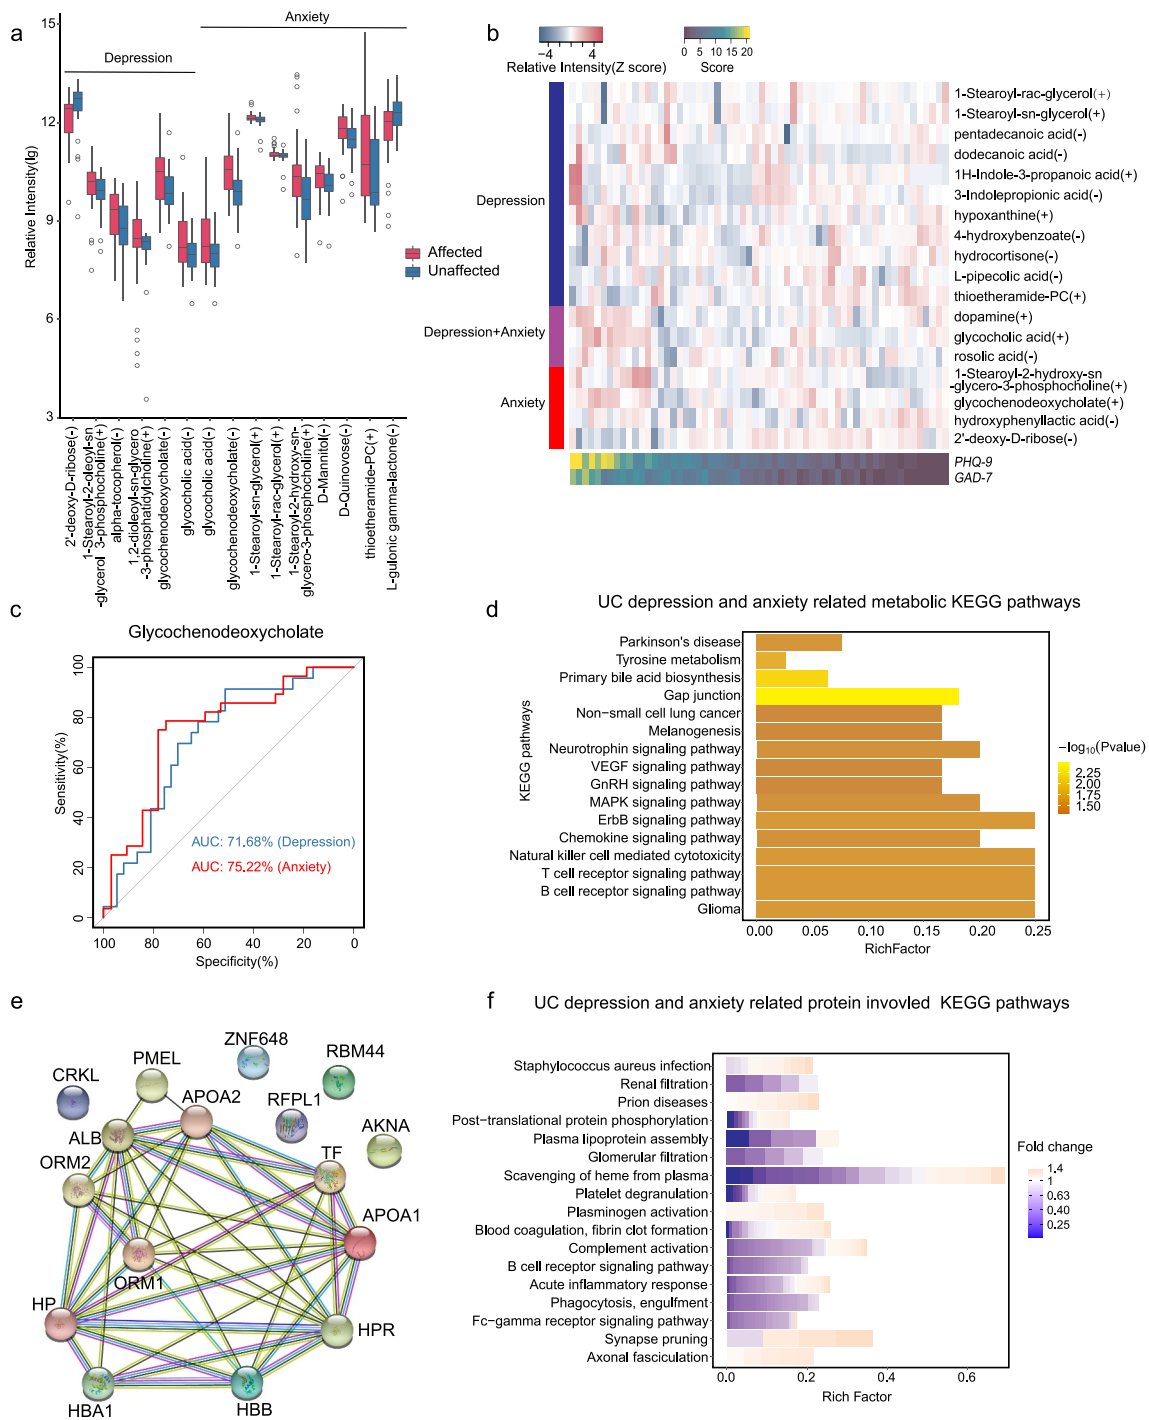 a
Anxiety
Depression
15
12
9
6
3
Relative Intensity(lg)
Affected
Unaffected
2'-deoxy-D-ribose(-)
1-Stearoyl-2-oleoyl-sn
-glycerol 3-phosphocholine(+)
alpha-tocopherol(-)
1,2-dioleoyl-sn-glycero
-3-phosphatidylcholine(+)
glycochenodeoxycholate(-)
glycocholic acid(-)
glycocholic acid(-)
glycochenodeoxycholate(-)
1-Stearoyl-sn-glycerol(+)
1-Stearoyl-rac-glycerol(+)
1-Stearoyl-2-hydroxy-sn-
glycero-3-phosphocholine(+)
D-Mannitol(-)
D-Quinovose(-)
thioetheramide-PC(+)
L-gulonic gamma-lactone(-)
b
−4 4
Relative Intensity(Z score)
0 5 10 15 20
Score
Depression
Depression+Anxiety
Anxiety
1-Stearoyl-rac-glycerol(+)
1-Stearoyl-sn-glycerol(+)
pentadecanoic acid(-)
dodecanoic acid(-)
1H-Indole-3-propanoic acid(+)
3-Indolepropionic acid(-)
hypoxanthine(+)
4-hydroxybenzoate(-)
hydrocortisone(-)
L-pipecolic acid(-)
thioetheramide-PC(+)
dopamine(+)
glycocholic acid(+)
rosolic acid(-)
1-Stearoyl-2-hydroxy-sn
-glycero-3-phosphocholine(+)
glycochenodeoxycholate(+)
hydroxyphenyllactic acid(-)
2'-deoxy-D-ribose(-)
PHQ-9
GAD-7
c
Glycochenodeoxycholate
Sensitivity(%)
100
80
60
40
20
0
AUC: 71.68% (Depression)
AUC: 75.22% (Anxiety)
100 80 60 40 20 0
Specificity(%)
d
UC depression and anxiety related metabolic KEGG pathways
KEGG pathways
Parkinson's disease
Tyrosine metabolism
Primary bile acid biosynthesis
Gap junction
Non−small cell lung cancer
Melanogenesis
Neurotrophin signaling pathway
VEGF signaling pathway
GnRH signaling pathway
MAPK signaling pathway
ErbB signaling pathway
Chemokine signaling pathway
Natural killer cell mediated cytotoxicity
T cell receptor signaling pathway
B cell receptor signaling pathway
Glioma
0.00 0.05 0.10 0.15 0.20 0.25
RichFactor
−log10(Pvalue)
2.25
2.00
1.75
1.50
e
ZNF648
PMEL
RBM44
CRKL
APOA2
RFPL1
AKNA
ALB
TF
ORM2
APOA1
ORM1
HP
HPR
HBA1
HBB
f
UC depression and anxiety related protein invovled KEGG pathways
Staphylococcus aureus infection
Renal filtration
Prion diseases
Post−translational protein phosphorylation
Plasma lipoprotein assembly
Glomerular filtration
Scavenging of heme from plasma
Platelet degranulation
Plasminogen activation
Blood coagulation, fibrin clot formation
Complement activation
B cell receptor signaling pathway
Acute inflammatory response
Phagocytosis, engulfment
Fc−gamma receptor signaling pathway
Synapse pruning
Axonal fasciculation
0.0 0.2 0.4 0.6
Rich Factor
Fold change
1.4
1
0.63
0.40
0.25